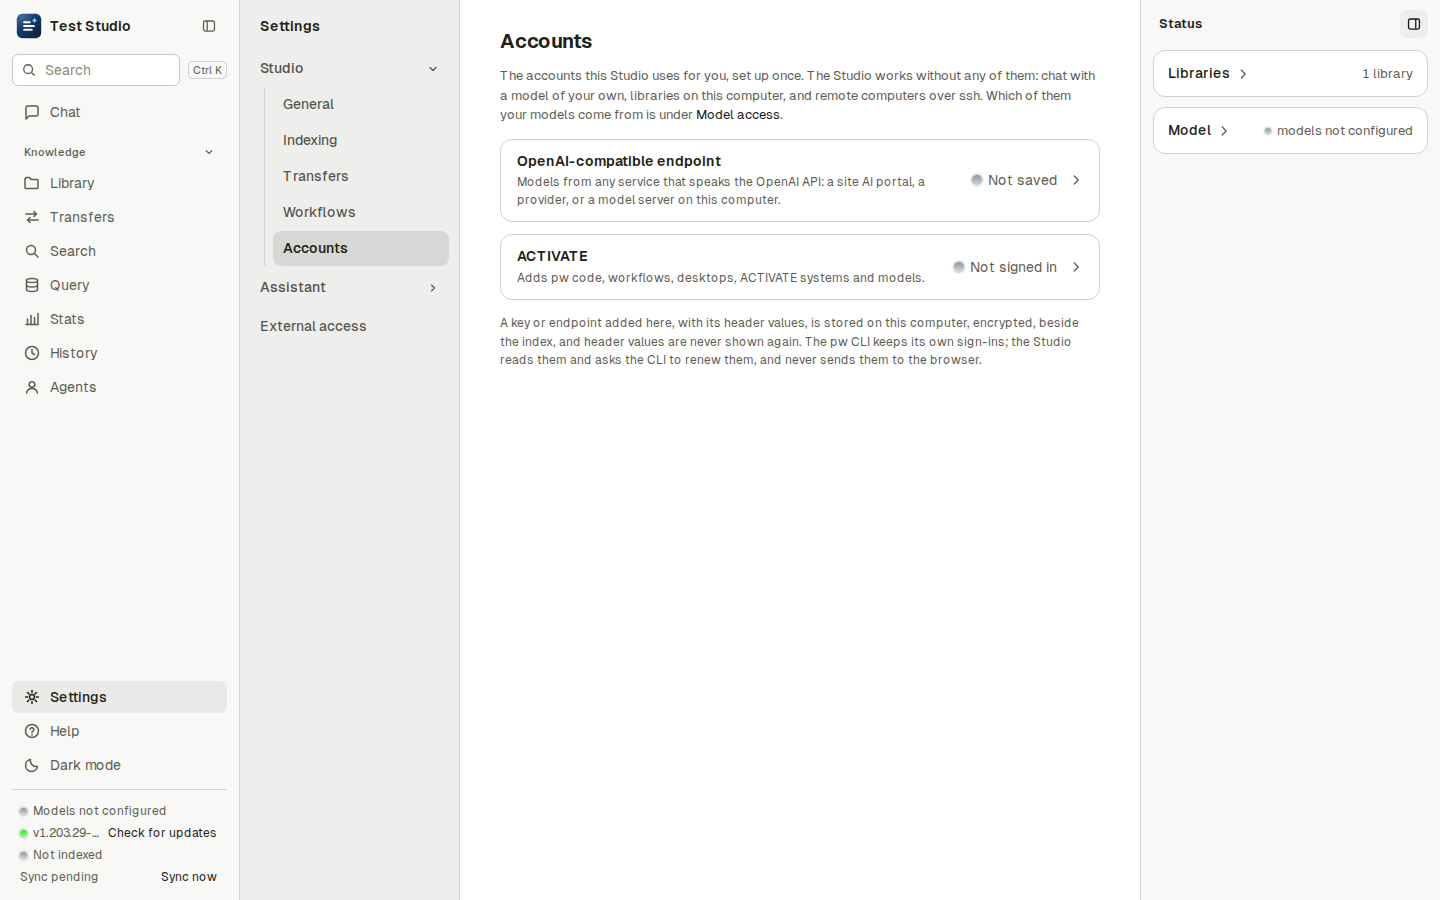 Test Studio
Search
Ctrl K
Chat
Knowledge
Library
Transfers
Search
Query
Stats
History
Agents
Settings
Help
Dark mode
Models not configured
v1.203.29-... Check for updates
Not indexed
Sync pending Sync now
Settings
Studio
General
Indexing
Transfers
Workflows
Accounts
Assistant
External access
Accounts
The accounts this Studio uses for you, set up once. The Studio works without any of them: chat with
a model of your own, libraries on this computer, and remote computers over ssh. Which of them
your models come from is under Model access.
OpenAI-compatible endpoint
Models from any service that speaks the OpenAI API: a site AI portal, a
provider, or a model server on this computer.
Not saved
ACTIVATE
Adds pw code, workflows, desktops, ACTIVATE systems and models.
Not signed in
A key or endpoint added here, with its header values, is stored on this computer, encrypted, beside
the index, and header values are never shown again. The pw CLI keeps its own sign-ins; the Studio
reads them and asks the CLI to renew them, and never sends them to the browser.
Status
Libraries
1 library
Model
models not configured